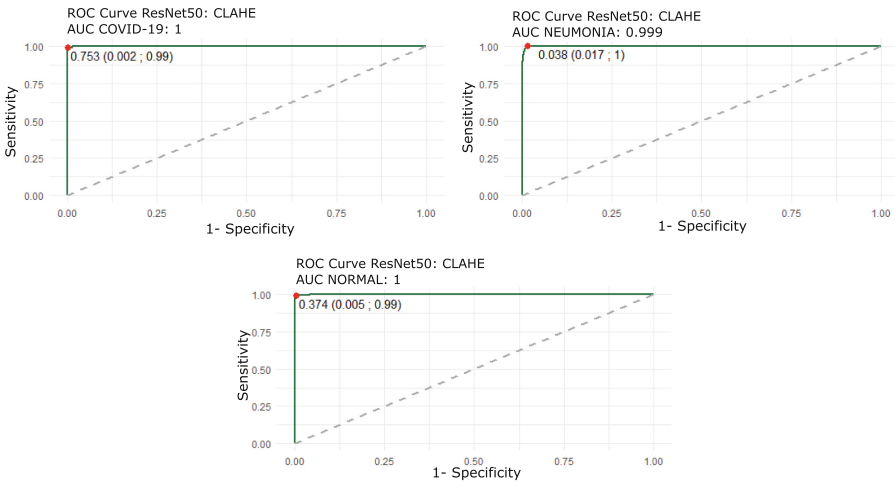 ROC Curve ResNet50: CLAHE
AUC COVID-19: 1
1.00
0.753 (0.002 ; 0.99)
0.75
0.50
0.25
0.00
Sensitivity
0.00 0.25 0.50 0.75 1.00
1- Specificity
ROC Curve ResNet50: CLAHE
AUC NEUMONIA: 0.999
1.00
0.038 (0.017 ; 1)
0.75
0.50
0.25
0.00
Sensitivity
0.00 0.25 0.50 0.75 1.00
1- Specificity
ROC Curve ResNet50: CLAHE
AUC NORMAL: 1
1.00
0.374 (0.005 ; 0.99)
0.75
0.50
0.25
0.00
Sensitivity
0.00 0.25 0.50 0.75 1.00
1- Specificity